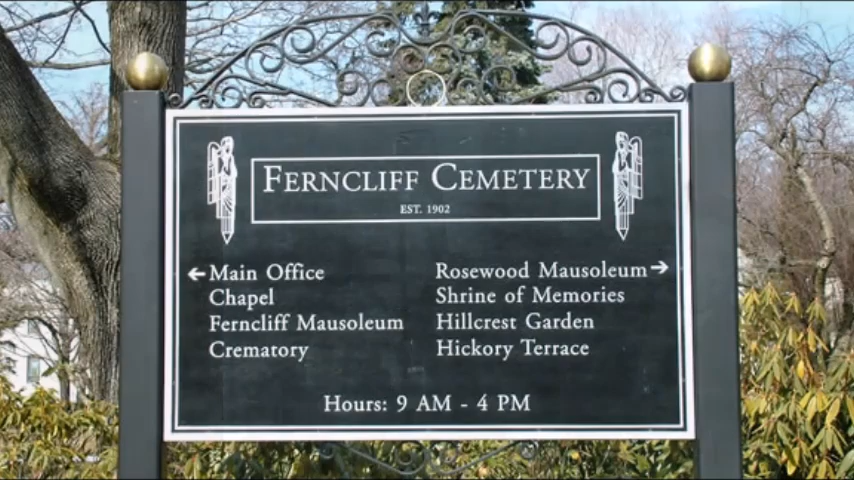 FERNCLIFF CEMETERY
EST. 1902
←Main Office
Chapel
Ferncliff Mausoleum
Crematory
Rosewood Mausoleum→
Shrine of Memories
Hillcrest Garden
Hickory Terrace
Hours: 9 AM - 4 PM